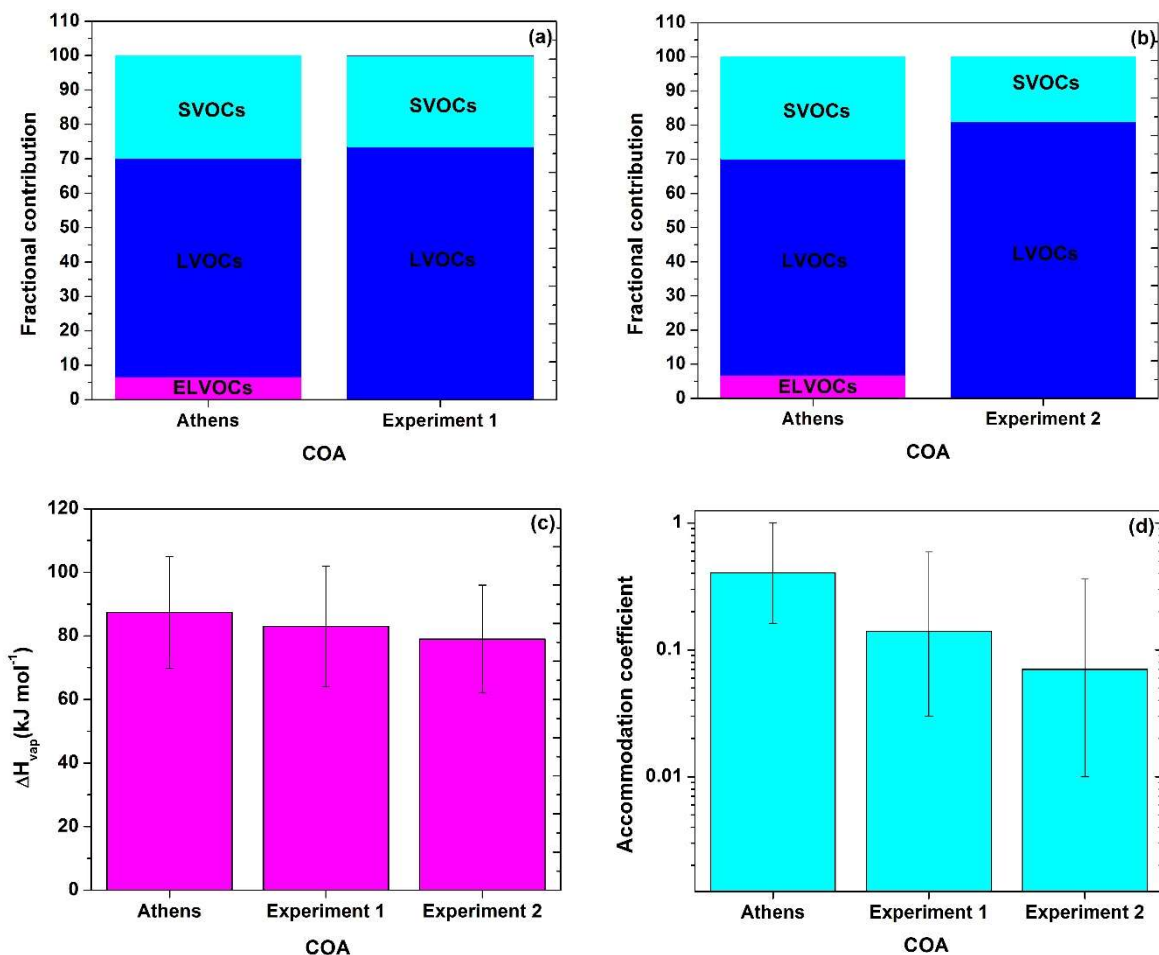 (a)
Fractional contribution
110
100
90
80
70
60
50
40
30
20
10
0
SVOCs
SVOCs
LVOCs
LVOCs
ELVOCs
Athens
Experiment 1
COA
(b)
Fractional contribution
110
100
90
80
70
60
50
40
30
20
10
0
SVOCs
SVOCs
LVOCs
LVOCs
ELVOCs
Athens
Experiment 2
COA
(c)
ΔHvap(kJ mol⁻¹)
120
100
80
60
40
20
0
Athens
Experiment 1
Experiment 2
COA
(d)
Accommodation coefficient
1
0.1
0.01
Athens
Experiment 1
Experiment 2
COA